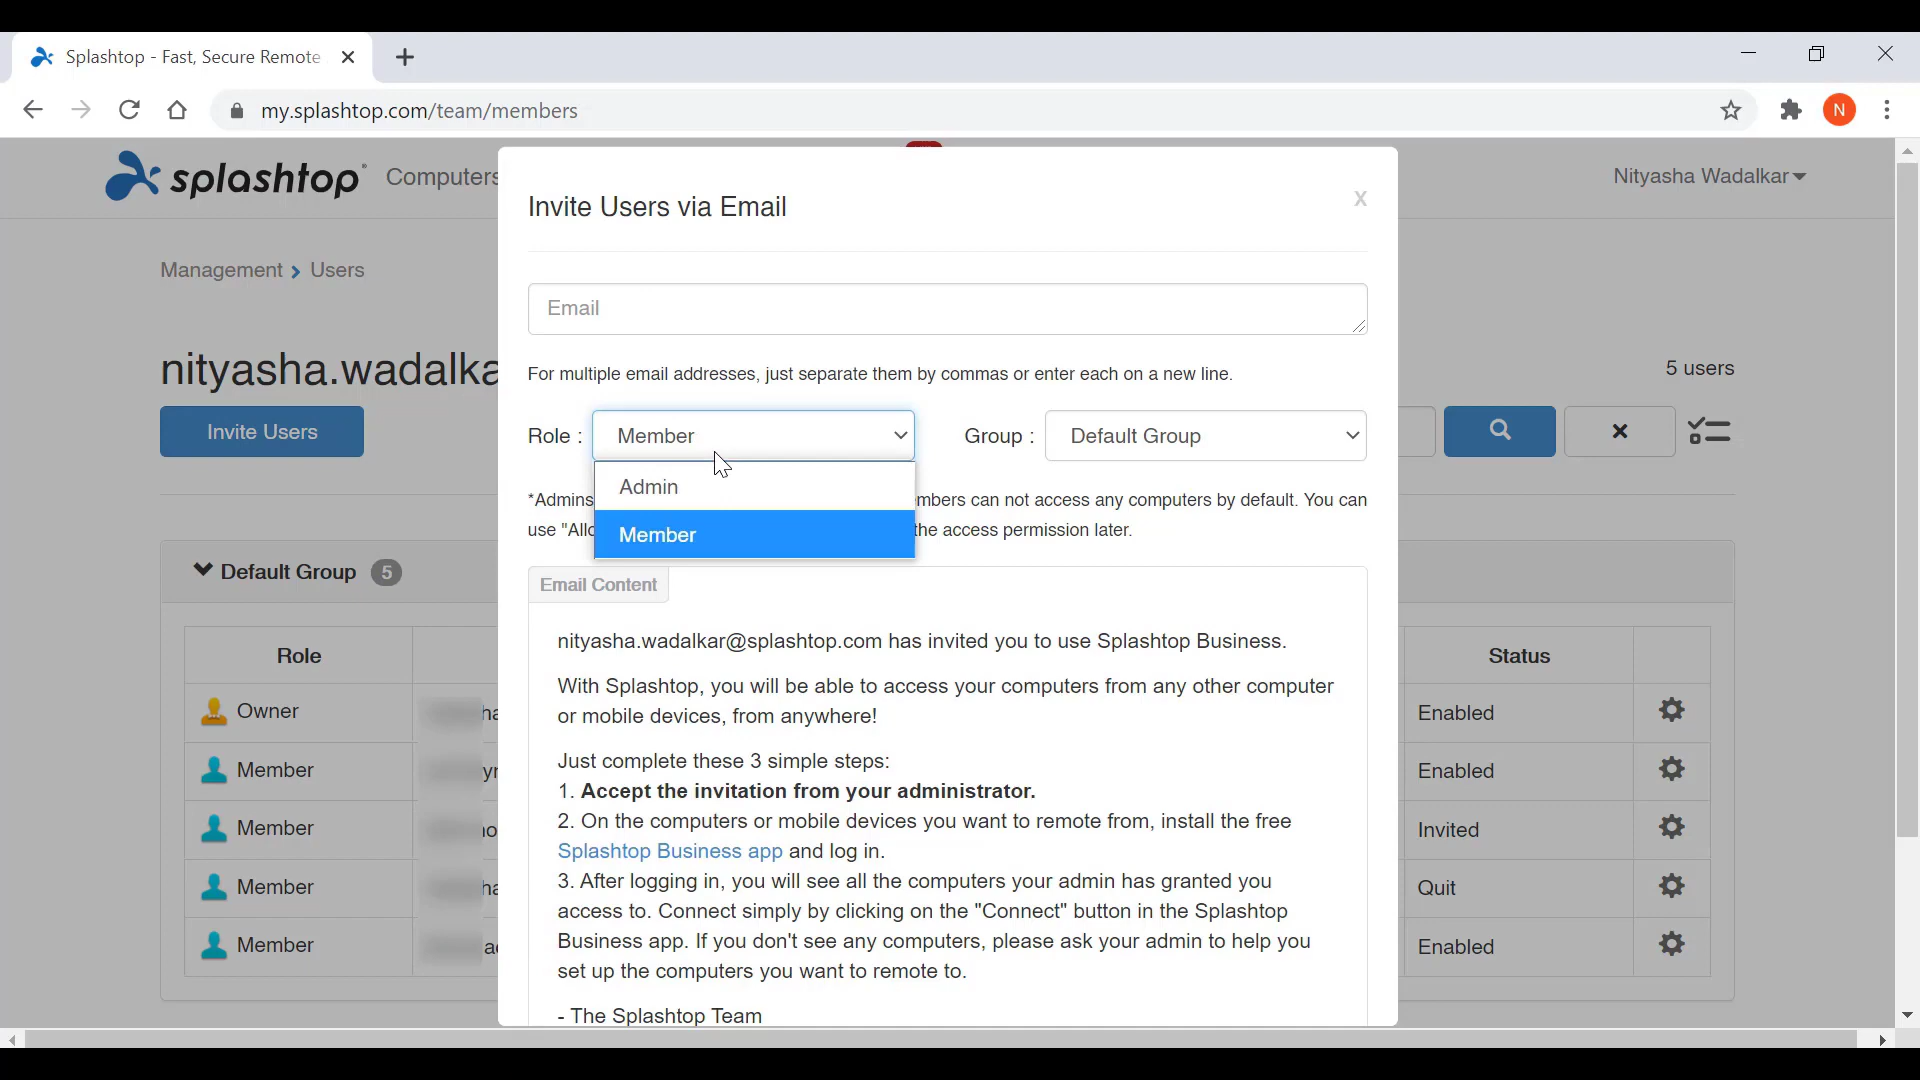 Splashtop - Fast, Secure Remote
my.splashtop.com/team/members
N
splashtop
Computers
Nityasha Wadalkar
Management > Users
nityasha.wadalka
5 users
Invite Users
Invite Users via Email
X
Email
For multiple email addresses, just separate them by commas or enter each on a new line.
Role : Member
Group : Default Group
Admin
Member
*Admins
mbers can not access any computers by default. You can
use "Allo
the access permission later.
Email Content
nityasha.wadalkar@splashtop.com has invited you to use Splashtop Business.
With Splashtop, you will be able to access your computers from any other computer
or mobile devices, from anywhere!
Just complete these 3 simple steps:
1. Accept the invitation from your administrator.
2. On the computers or mobile devices you want to remote from, install the free
Splashtop Business app and log in.
3. After logging in, you will see all the computers your admin has granted you
access to. Connect simply by clicking on the "Connect" button in the Splashtop
Business app. If you don't see any computers, please ask your admin to help you
set up the computers you want to remote to.
- The Splashtop Team
Default Group 5
Role
Status
Owner
Enabled
Member
Enabled
Member
Invited
Member
Quit
Member
Enabled